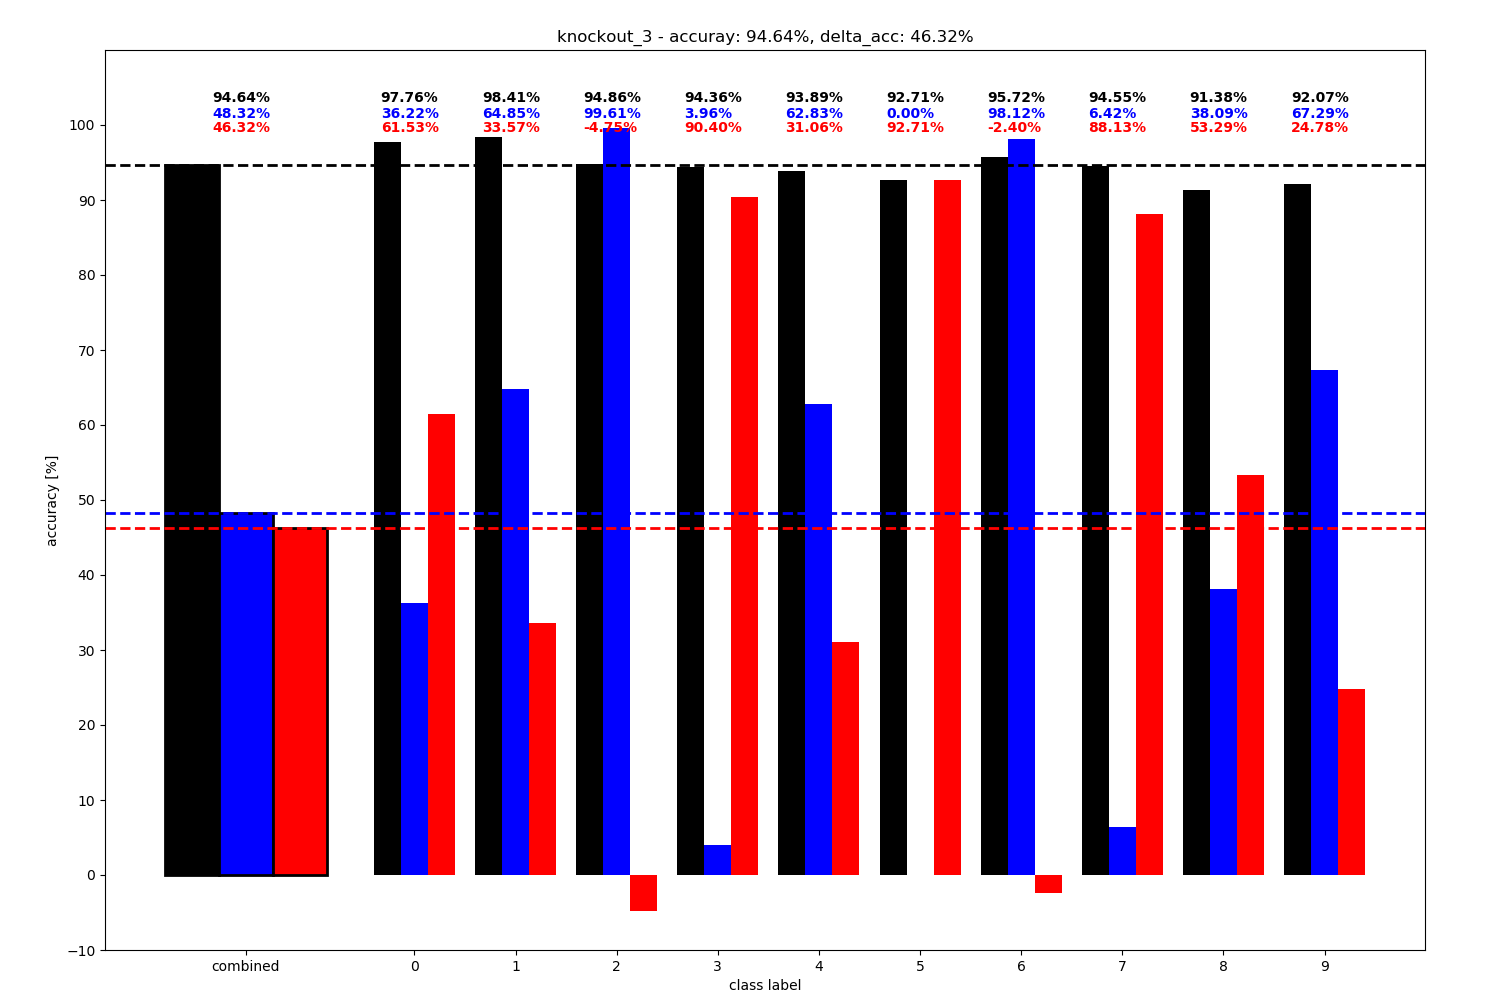 knockout_3 - accuray: 94.64%, delta_acc: 46.32%
94.64% 97.76% 98.41% 94.86% 94.36% 93.89% 92.71% 95.72% 94.55% 91.38% 92.07%
48.32% 36.22% 64.85% 99.61% 3.96% 62.83% 0.00% 98.12% 6.42% 38.09% 67.29%
46.32% 61.53% 33.57% -4.75% 90.40% 31.06% 92.71% -2.40% 88.13% 53.29% 24.78%
100
90
80
70
60
50
40
30
20
10
0
−10
accuracy [%]
combined 0 1 2 3 4 5 6 7 8 9
class label